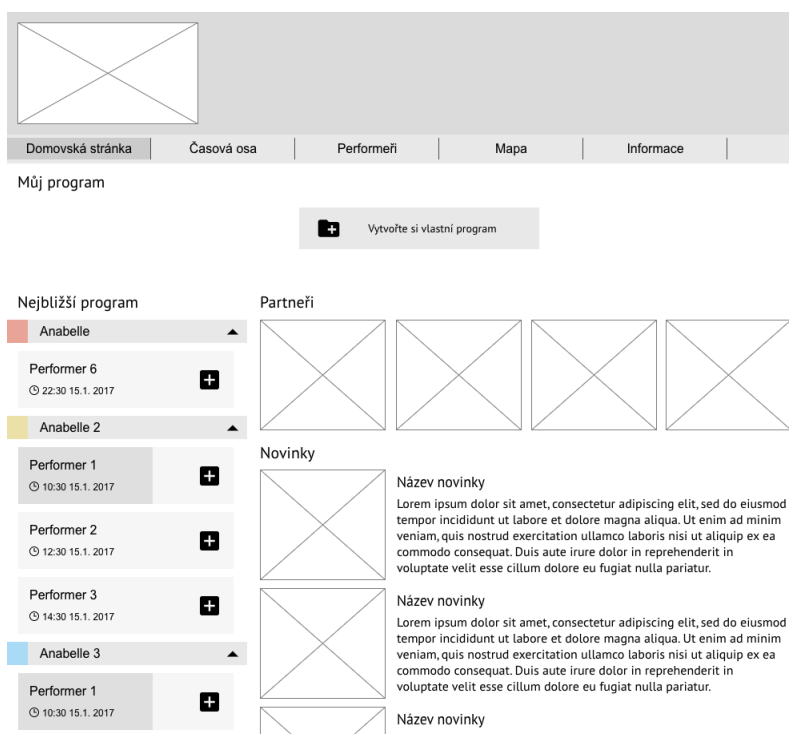 Domovská stránka
Časová osa
Performeři
Mapa
Informace
Můj program
Vytvořte si vlastní program
Nejbližší program
Anabelle
Performer 6
22:30 15.1. 2017
Anabelle 2
Performer 1
10:30 15.1. 2017
Performer 2
12:30 15.1. 2017
Performer 3
14:30 15.1. 2017
Anabelle 3
Performer 1
10:30 15.1. 2017
Partneři
Novinky
Název novinky
Lorem ipsum dolor sit amet, consectetur adipiscing elit, sed do eiusmod
tempor incididunt ut labore et dolore magna aliqua. Ut enim ad minim
veniam, quis nostrud exercitation ullamco laboris nisi ut aliquip ex ea
commodo consequat. Duis aute irure dolor in reprehenderit in
voluptate velit esse cillum dolore eu fugiat nulla pariatur.
Název novinky
Lorem ipsum dolor sit amet, consectetur adipiscing elit, sed do eiusmod
tempor incididunt ut labore et dolore magna aliqua. Ut enim ad minim
veniam, quis nostrud exercitation ullamco laboris nisi ut aliquip ex ea
commodo consequat. Duis aute irure dolor in reprehenderit in
voluptate velit esse cillum dolore eu fugiat nulla pariatur.
Název novinky